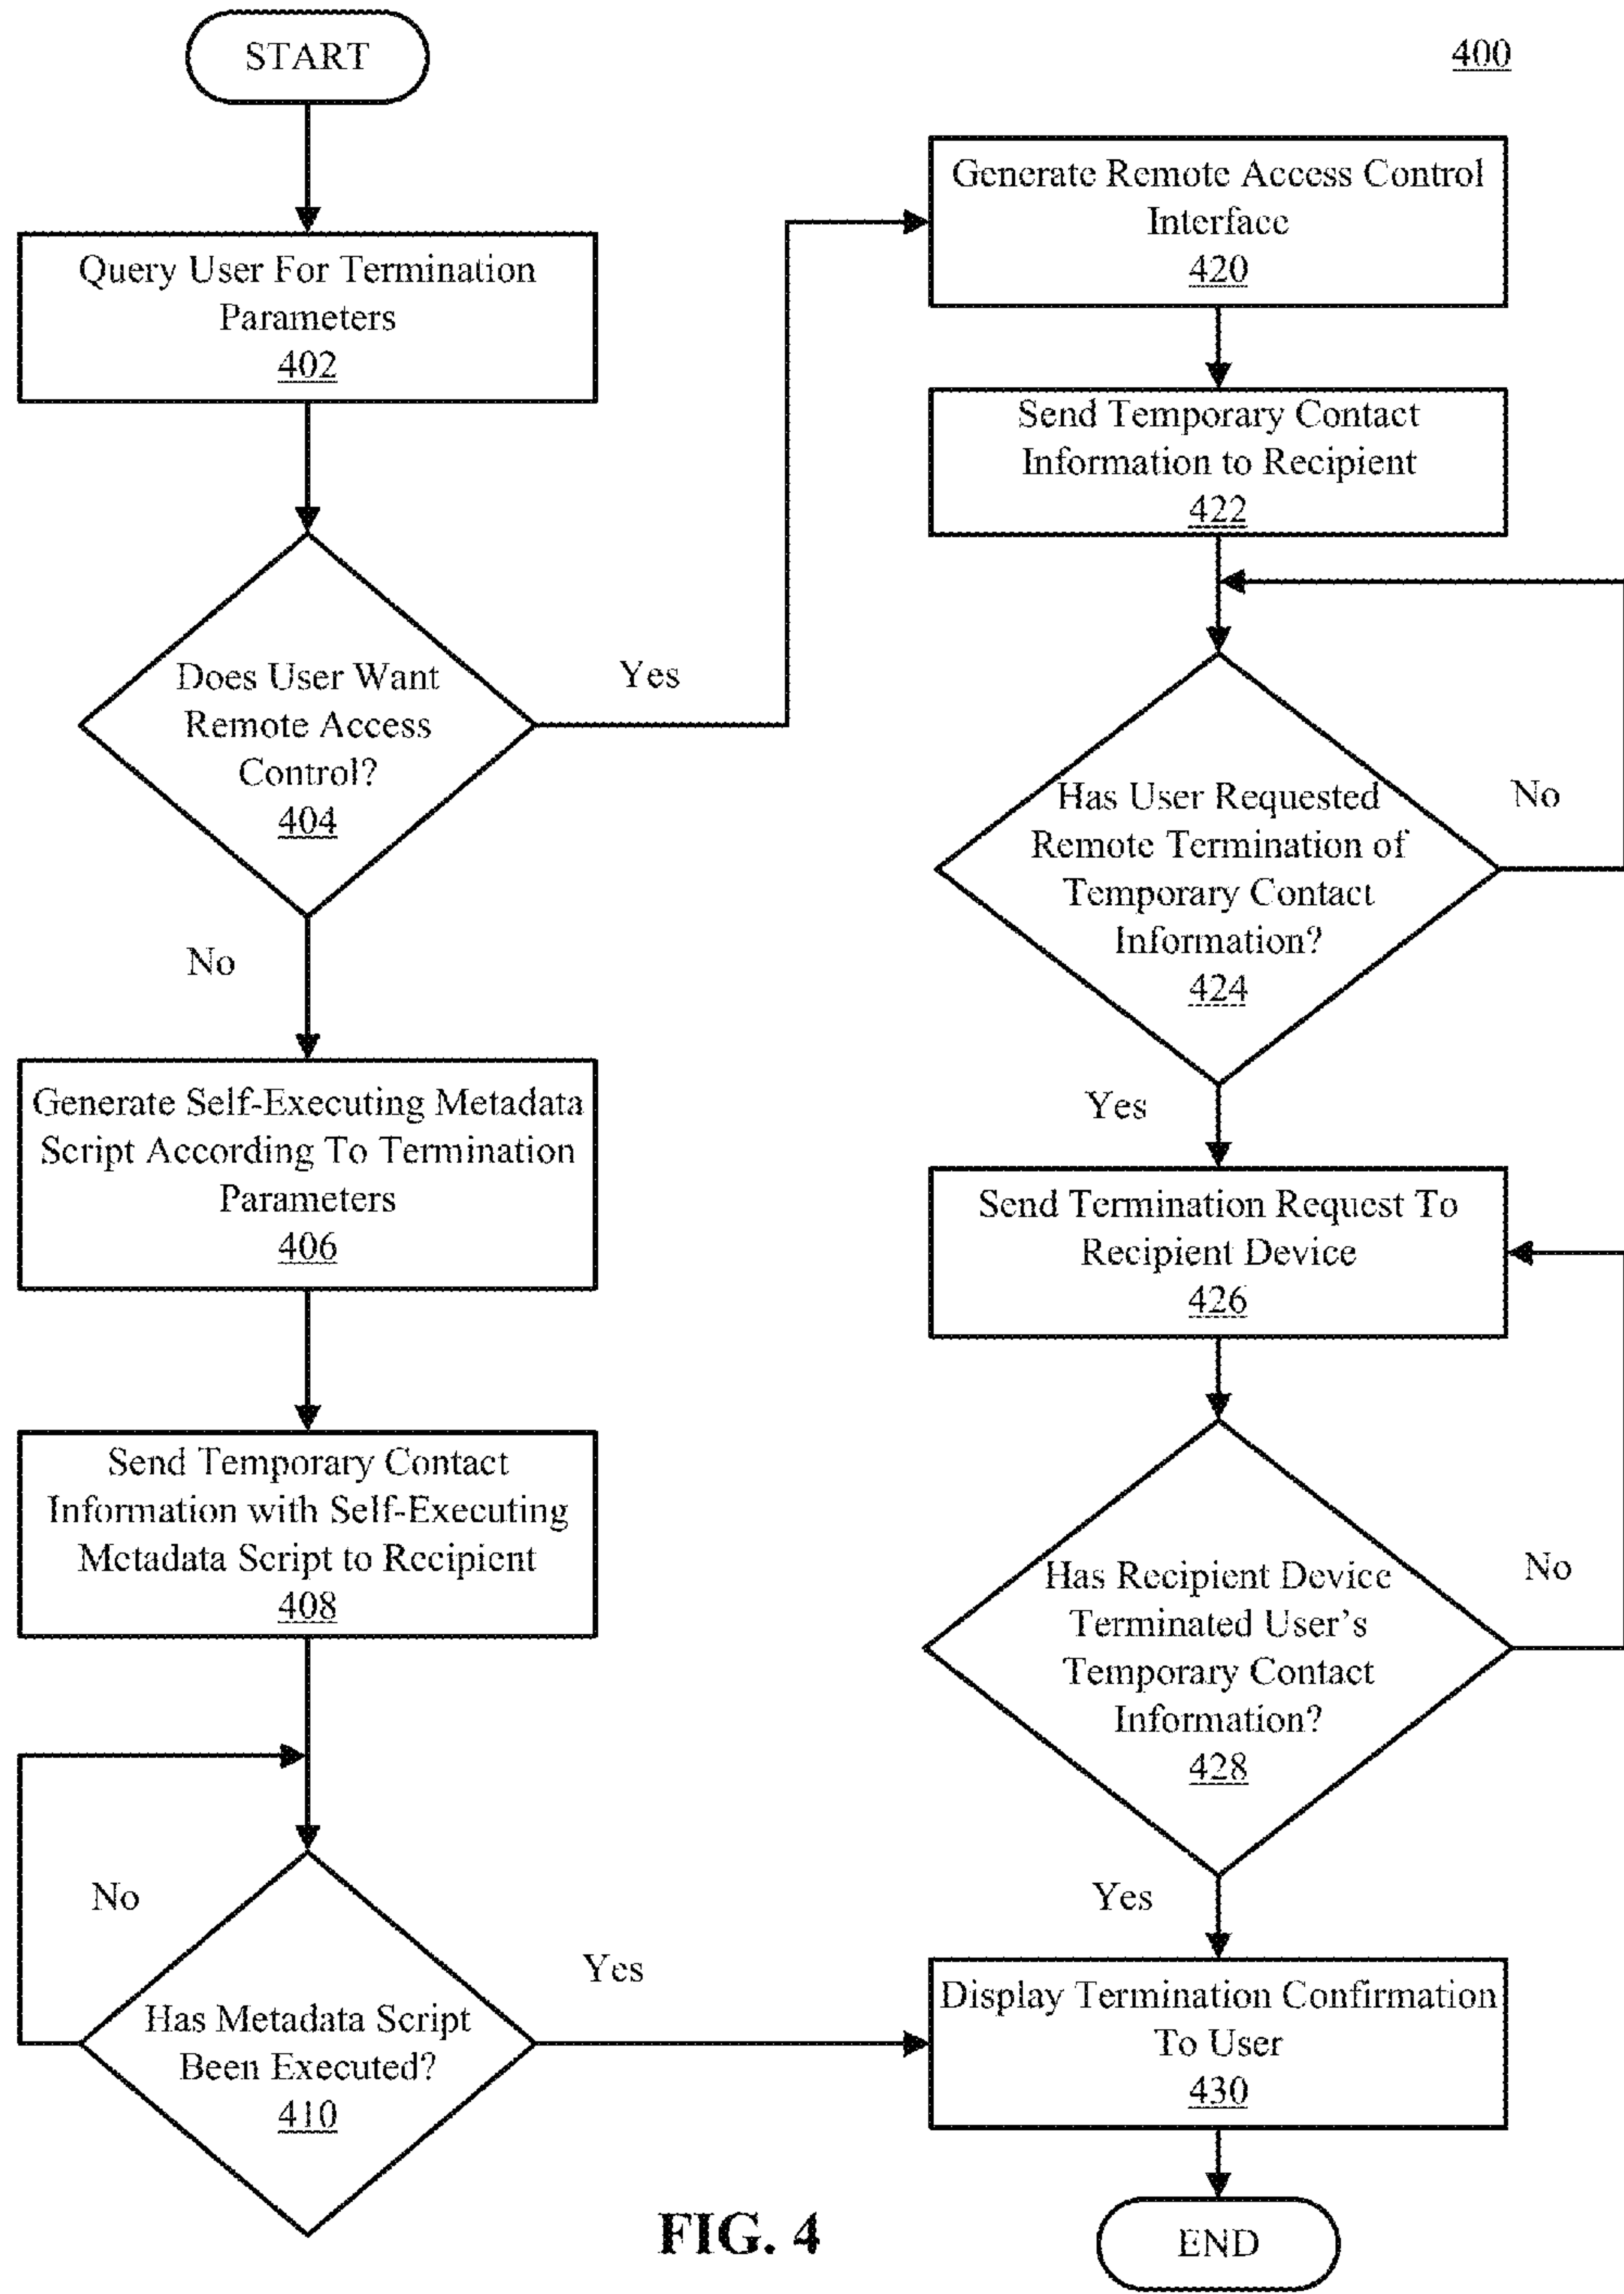 START
400
Query User For Termination
Parameters
402
Does User Want
Remote Access
Control?
404
Yes
No
Generate Self-Executing Metadata
Script According To Termination
Parameters
406
Send Temporary Contact
Information with Self-Executing
Metadata Script to Recipient
408
No
Has Metadata Script
Been Executed?
410
Yes
Generate Remote Access Control
Interface
420
Send Temporary Contact
Information to Recipient
422
Has User Requested
Remote Termination of
Temporary Contact
Information?
424
No
Yes
Send Termination Request To
Recipient Device
426
Has Recipient Device
Terminated User's
Temporary Contact
Information?
428
No
Yes
Display Termination Confirmation
To User
430
END
FIG. 4